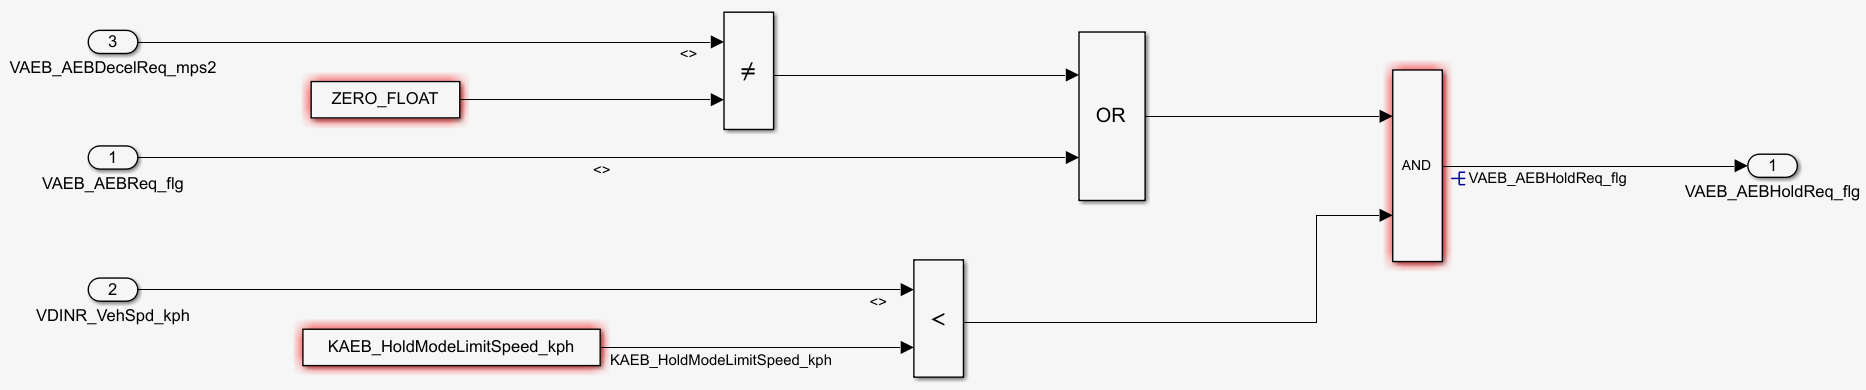 3
VAEB_AEBDecelReq_mps2
<>
ZERO_FLOAT
≠
1
VAEB_AEBReq_flg
<>
OR
AND
VAEB_AEBHoldReq_flg
1
VAEB_AEBHoldReq_flg
2
VDINR_VehSpd_kph
<>
KAEB_HoldModeLimitSpeed_kph
KAEB_HoldModeLimitSpeed_kph
<